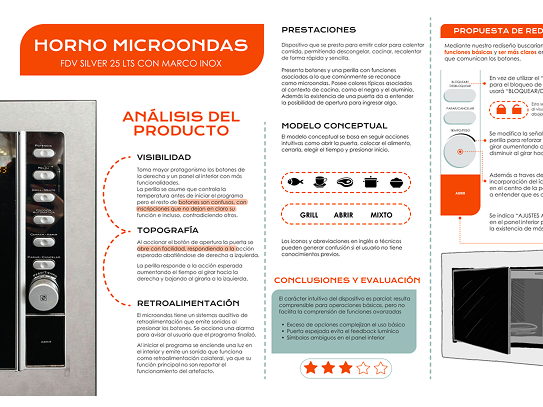 HORNO MICROONDAS
FDV SILVER 25 LTS CON MARCO INOX
ANÁLISIS DEL
PRODUCTO
VISIBILIDAD
Toma mayor protagonismo los botones de
la derecha y un panel al interior con más
funcionalidades.
La perilla se asume que controla la
temperatura antes de iniciar el programa
pero el resto de botones son confusos, con
inscripciones que no dejan en claro su
función e incluso, contradiciendo otros.
TOPOGRAFÍA
Al accionar el botón de apertura la puerta se
abre con facilidad, respondiendo a la acción
esperada abatiéndose de derecha a izquierda.
La perilla responde a la acción esperada
aumentando el tiempo al girar hacia la
derecha y bajando al girarlo a la izquierda.
RETROALIMENTACIÓN
El microondas tiene un sistema auditivo de
retroalimentación que emite sonidos al
presionar los botones. Se acciona una alarma
para avisar al usuario que el programa finalizó.
Al iniciar el programa se enciende una luz en
el interior y emite un sonido que funciona
como retroalimentación colateral, ya que su
función principal no son reportar el
funcionamiento del artefacto.
PRESTACIONES
Dispositivo que se presta para emitir calor para calentar
comida, permitiendo descongelar, cocinar, recalentar
de forma rápida y sencilla.
Presenta botones y una perilla con funciones
asociadas a lo que comúnmente se reconoce
como microondas. Posee colores típicos asociados
al contexto de cocina, como el negro y el aluminio.
Además la existencia de una puerta da a entender
la posibilidad de apertura para ingresar algo.
MODELO CONCEPTUAL
El modelo conceptual se basa en seguir acciones
intuitivas como abrir la puerta, colocar el alimento,
cerrarla, elegir el tiempo y presionar inicio.
GRILL ABRIR MIXTO
Los íconos y abreviaciones en inglés o técnicos
pueden generar confusión si el usuario no tiene
conocimientos previos.
CONCLUSIONES Y EVALUACIÓN
El carácter intuitivo del dispositivo es parcial: resulta
comprensible para operaciones básicas, pero no
facilita la comprensión de funciones avanzadas
• Exceso de opciones complejizan el uso básico
• Puerta espejada evita el feedback lumínico
• Símbolos ambiguos en el panel interior
PROPUESTA DE RED
Mediante nuestro rediseño buscaron
funciones básicas y ser más claros en
que comunican los botones.
BLOQUEAR/
DESBLOQUEAR
PARAR/CANCELAR
TIEMPO/PESO
ABRIR
En vez de utilizar el "
para el bloqueo de
usará "BLOQUEAR/D
Se modifica la señal
perilla para reforzar
girar aumentando o
disminuir al girar hac
Además a través de
incorporación del íc
en el centro de la p
a entender que es c
Se indica "AJUSTES A
en el panel interior p
la existencia de más